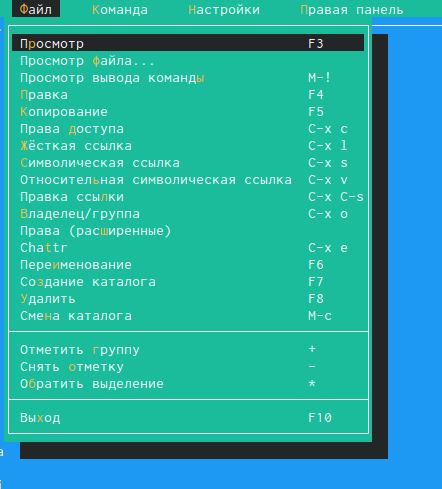 Файл Команда Настройки Правая панель
Просмотр F3
Просмотр файла...
Просмотр вывода команды M-!
Правка F4
Копирование F5
Права доступа C-x c
Жёсткая ссылка C-x l
Символическая ссылка C-x s
Относительная символическая ссылка C-x v
Правка ссылки C-x C-s
Владелец/группа C-x o
Права (расширенные)
Chattr C-x e
Переименование F6
Создание каталога F7
Удалить F8
Смена каталога M-c
Отметить группу +
Снять отметку -
Обратить выделение *
Выход F10